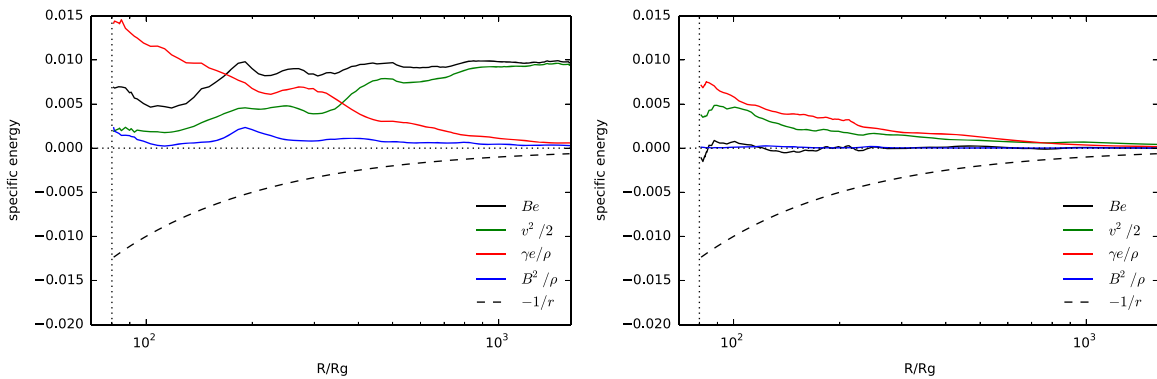 0.015
0.010
0.005
0.000
−0.005
−0.010
−0.015
−0.020
specific energy
Be
v² /2
γe/ρ
B² /ρ
−1/r
10²
10³
R/Rg
0.015
0.010
0.005
0.000
−0.005
−0.010
−0.015
−0.020
specific energy
Be
v² /2
γe/ρ
B² /ρ
−1/r
10²
10³
R/Rg